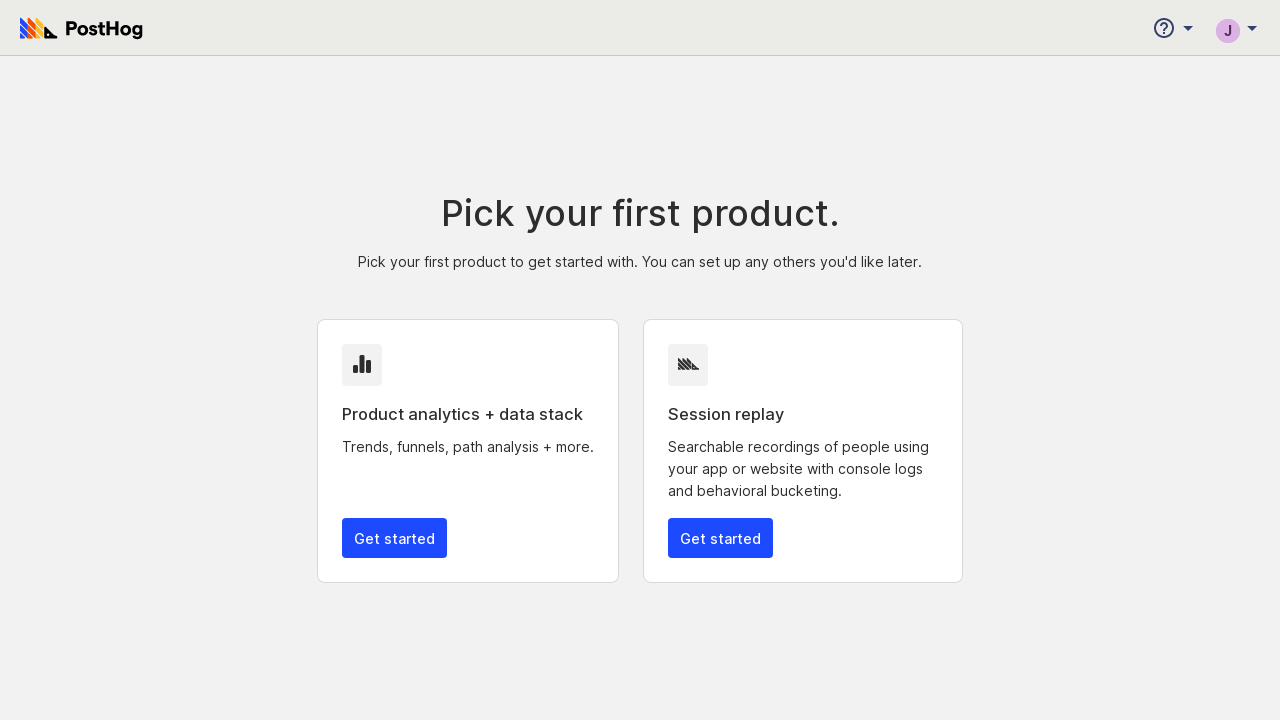 PostHog
J
Pick your first product.
Pick your first product to get started with. You can set up any others you'd like later.
Product analytics + data stack
Trends, funnels, path analysis + more.
Get started
Session replay
Searchable recordings of people using
your app or website with console logs
and behavioral bucketing.
Get started